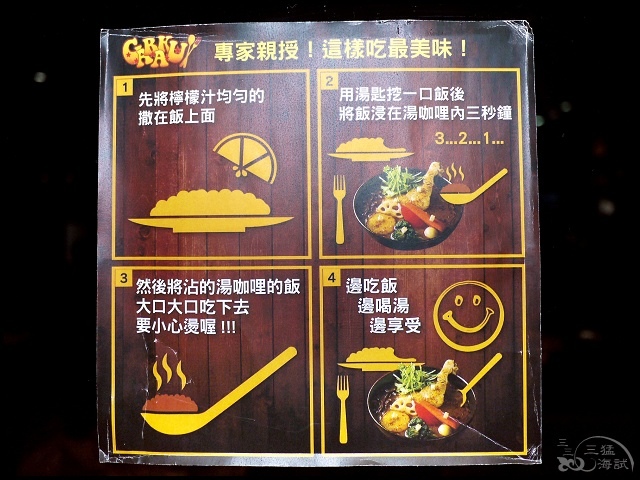 GARAKU
專家親授！這樣吃最美味！
1
先將檸檬汁均勻的
撒在飯上面
2
用湯匙挖一口飯後
將飯浸在湯咖哩內三秒鐘
3...2...1...
3
然後將沾的湯咖哩的飯
大口大口吃下去
要小心燙喔!!!
4
邊吃飯
邊喝湯
邊享受
三猛
海試